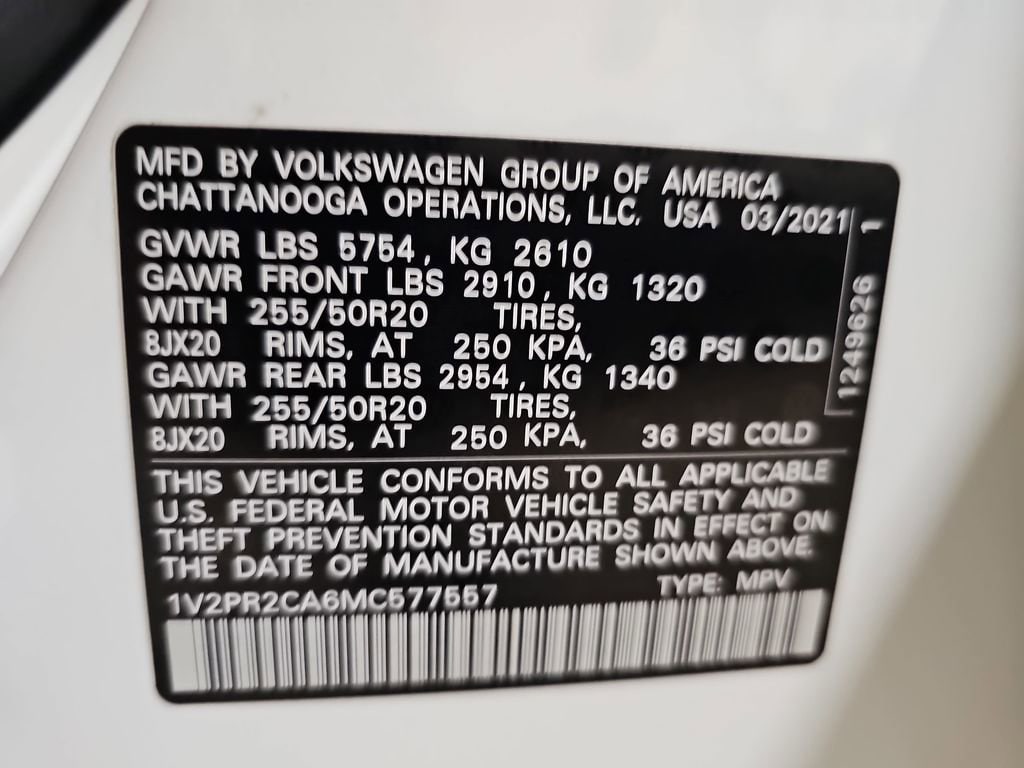 MFD BY VOLKSWAGEN GROUP OF AMERICA
CHATTANOOGA OPERATIONS, LLC. USA 03/2021
GVWR LBS 5754, KG 2610
GAWR FRONT LBS 2910, KG 1320
WITH 255/50R20 TIRES,
8JX20 RIMS, AT 250 KPA, 36 PSI COLD
GAWR REAR LBS 2954, KG 1340
WITH 255/50R20 TIRES,
8JX20 RIMS, AT 250 KPA, 36 PSI COLD
1249626 1
THIS VEHICLE CONFORMS TO ALL APPLICABLE
U.S. FEDERAL MOTOR VEHICLE SAFETY AND
THEFT PREVENTION STANDARDS IN EFFECT ON
THE DATE OF MANUFACTURE SHOWN ABOVE.
1V2PR2CA6MC577557 TYPE: MPV